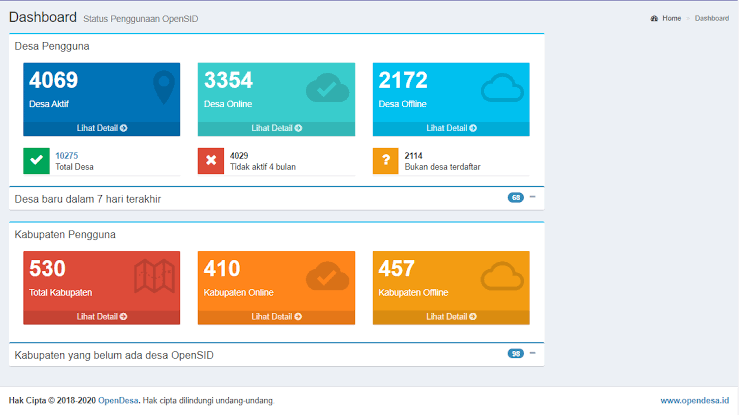 Dashboard Status Penggunaan OpenSID
Home > Dashboard
Desa Pengguna
4069
Desa Aktif
Lihat Detail
3354
Desa Online
Lihat Detail
2172
Desa Offline
Lihat Detail
10275
Total Desa
4029
Tidak aktif 4 bulan
?
2114
Bukan desa terdaftar
Desa baru dalam 7 hari terakhir 68
Kabupaten Pengguna
530
Total Kabupaten
Lihat Detail
410
Kabupaten Online
Lihat Detail
457
Kabupaten Offline
Lihat Detail
Kabupaten yang belum ada desa OpenSID 98
Hak Cipta © 2018-2020 OpenDesa. Hak cipta dilindungi undang-undang.
www.opendesa.id